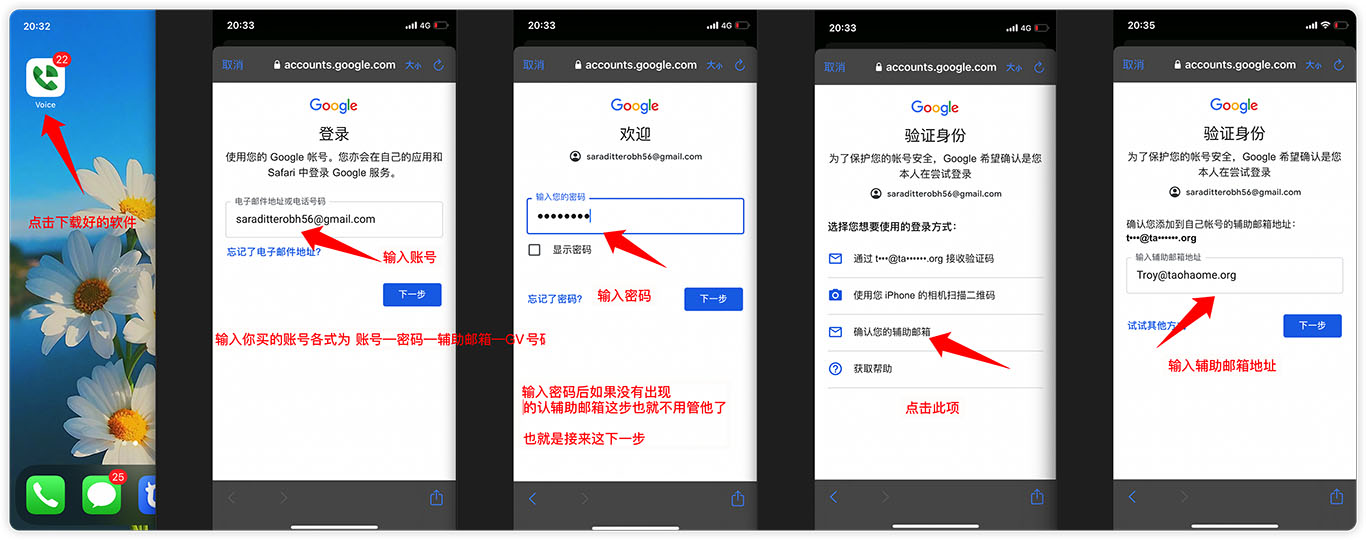 20:32
22
Voice
点击下载好的软件
25
20:33
4G
取消
accounts.google.com
大小
Google
登录
使用您的 Google 帐号。您亦会在自己的应用和
Safari 中登录 Google 服务。
电子邮件地址或电话号码
saraditterobh56@gmail.com
忘记了电子邮件地址?
输入账号
下一步
输入你买的账号各式为 账号一密码一辅助邮箱一GV号码
20:33
4G
取消
accounts.google.com
大小
Google
欢迎
saraditterobh56@gmail.com
输入您的密码
••••••••
显示密码
输入密码
忘记了密码?
下一步
输入密码后如果没有出现
的认辅助邮箱这步也就不用管他了
也就是接来这下一步
20:33
4G
取消
accounts.google.com
大小
Google
验证身份
为了保护您的帐号安全，Google 希望确认是您
本人在尝试登录
saraditterobh56@gmail.com
选择您想要使用的登录方式：
通过 t•••@ta••••••.org 接收验证码
使用您 iPhone 的相机扫描二维码
确认您的辅助邮箱
获取帮助
点击此项
20:35
取消
accounts.google.com
大小
Google
验证身份
为了保护您的帐号安全，Google 希望确认是您
本人在尝试登录
saraditterobh56@gmail.com
确认您添加到自己帐号的辅助邮箱地址：
t•••@ta••••••.org
输入辅助邮箱地址
Troy@taohaome.org
试试其他方式
下一步
输入辅助邮箱地址